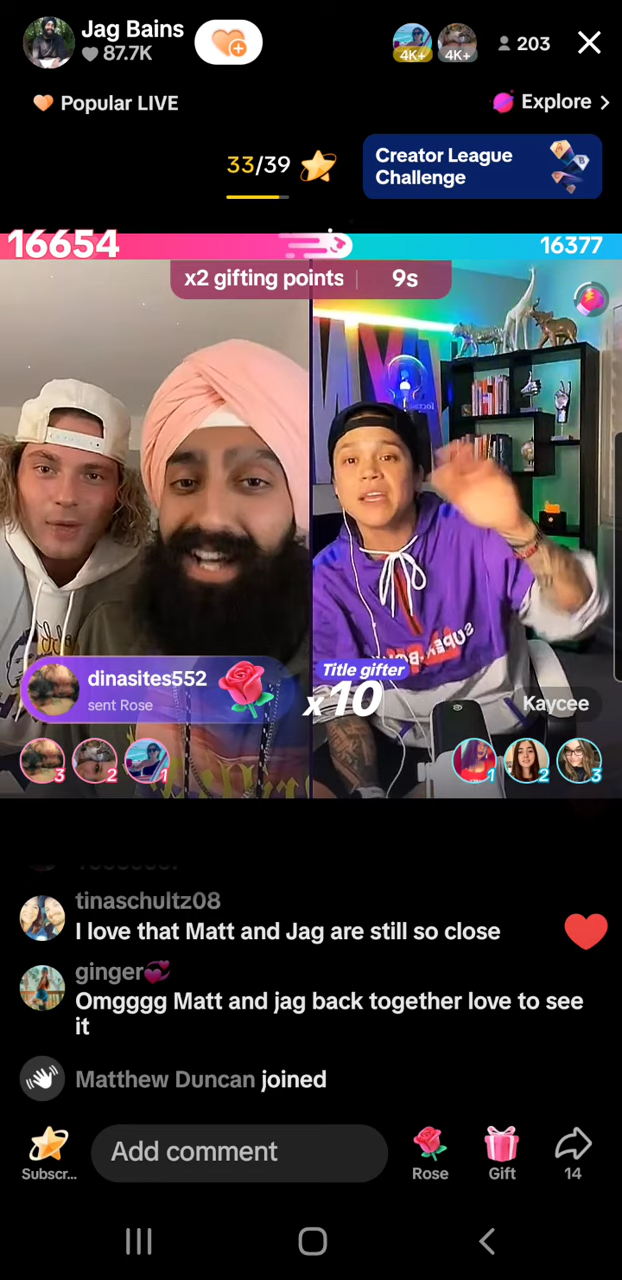 Jag Bains
87.7K
4K+
4K+
203
Popular LIVE
Explore >
33/39
Creator League
Challenge
A
B
16654
16377
x2 gifting points | 9s
dinasites552
sent Rose
Title gifter
x10
Kaycee
3
2
1
1
2
3
tinaschultz08
I love that Matt and Jag are still so close
ginger💞
Omgggg Matt and jag back together love to see
it
Matthew Duncan joined
Subscr...
Add comment
Rose
Gift
14